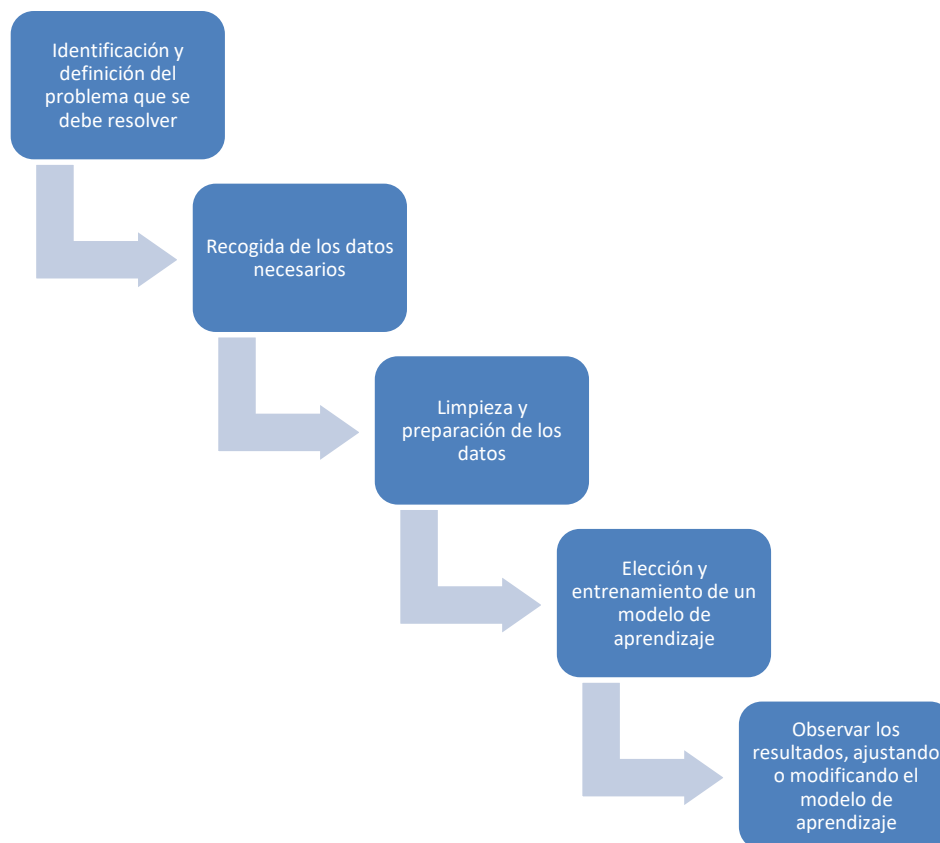 Identificación y
definición del
problema que se
debe resolver
Recogida de los datos
necesarios
Limpieza y
preparación de los
datos
Elección y
entrenamiento de un
modelo de
aprendizaje
Observar los
resultados, ajustando
o modificando el
modelo de
aprendizaje